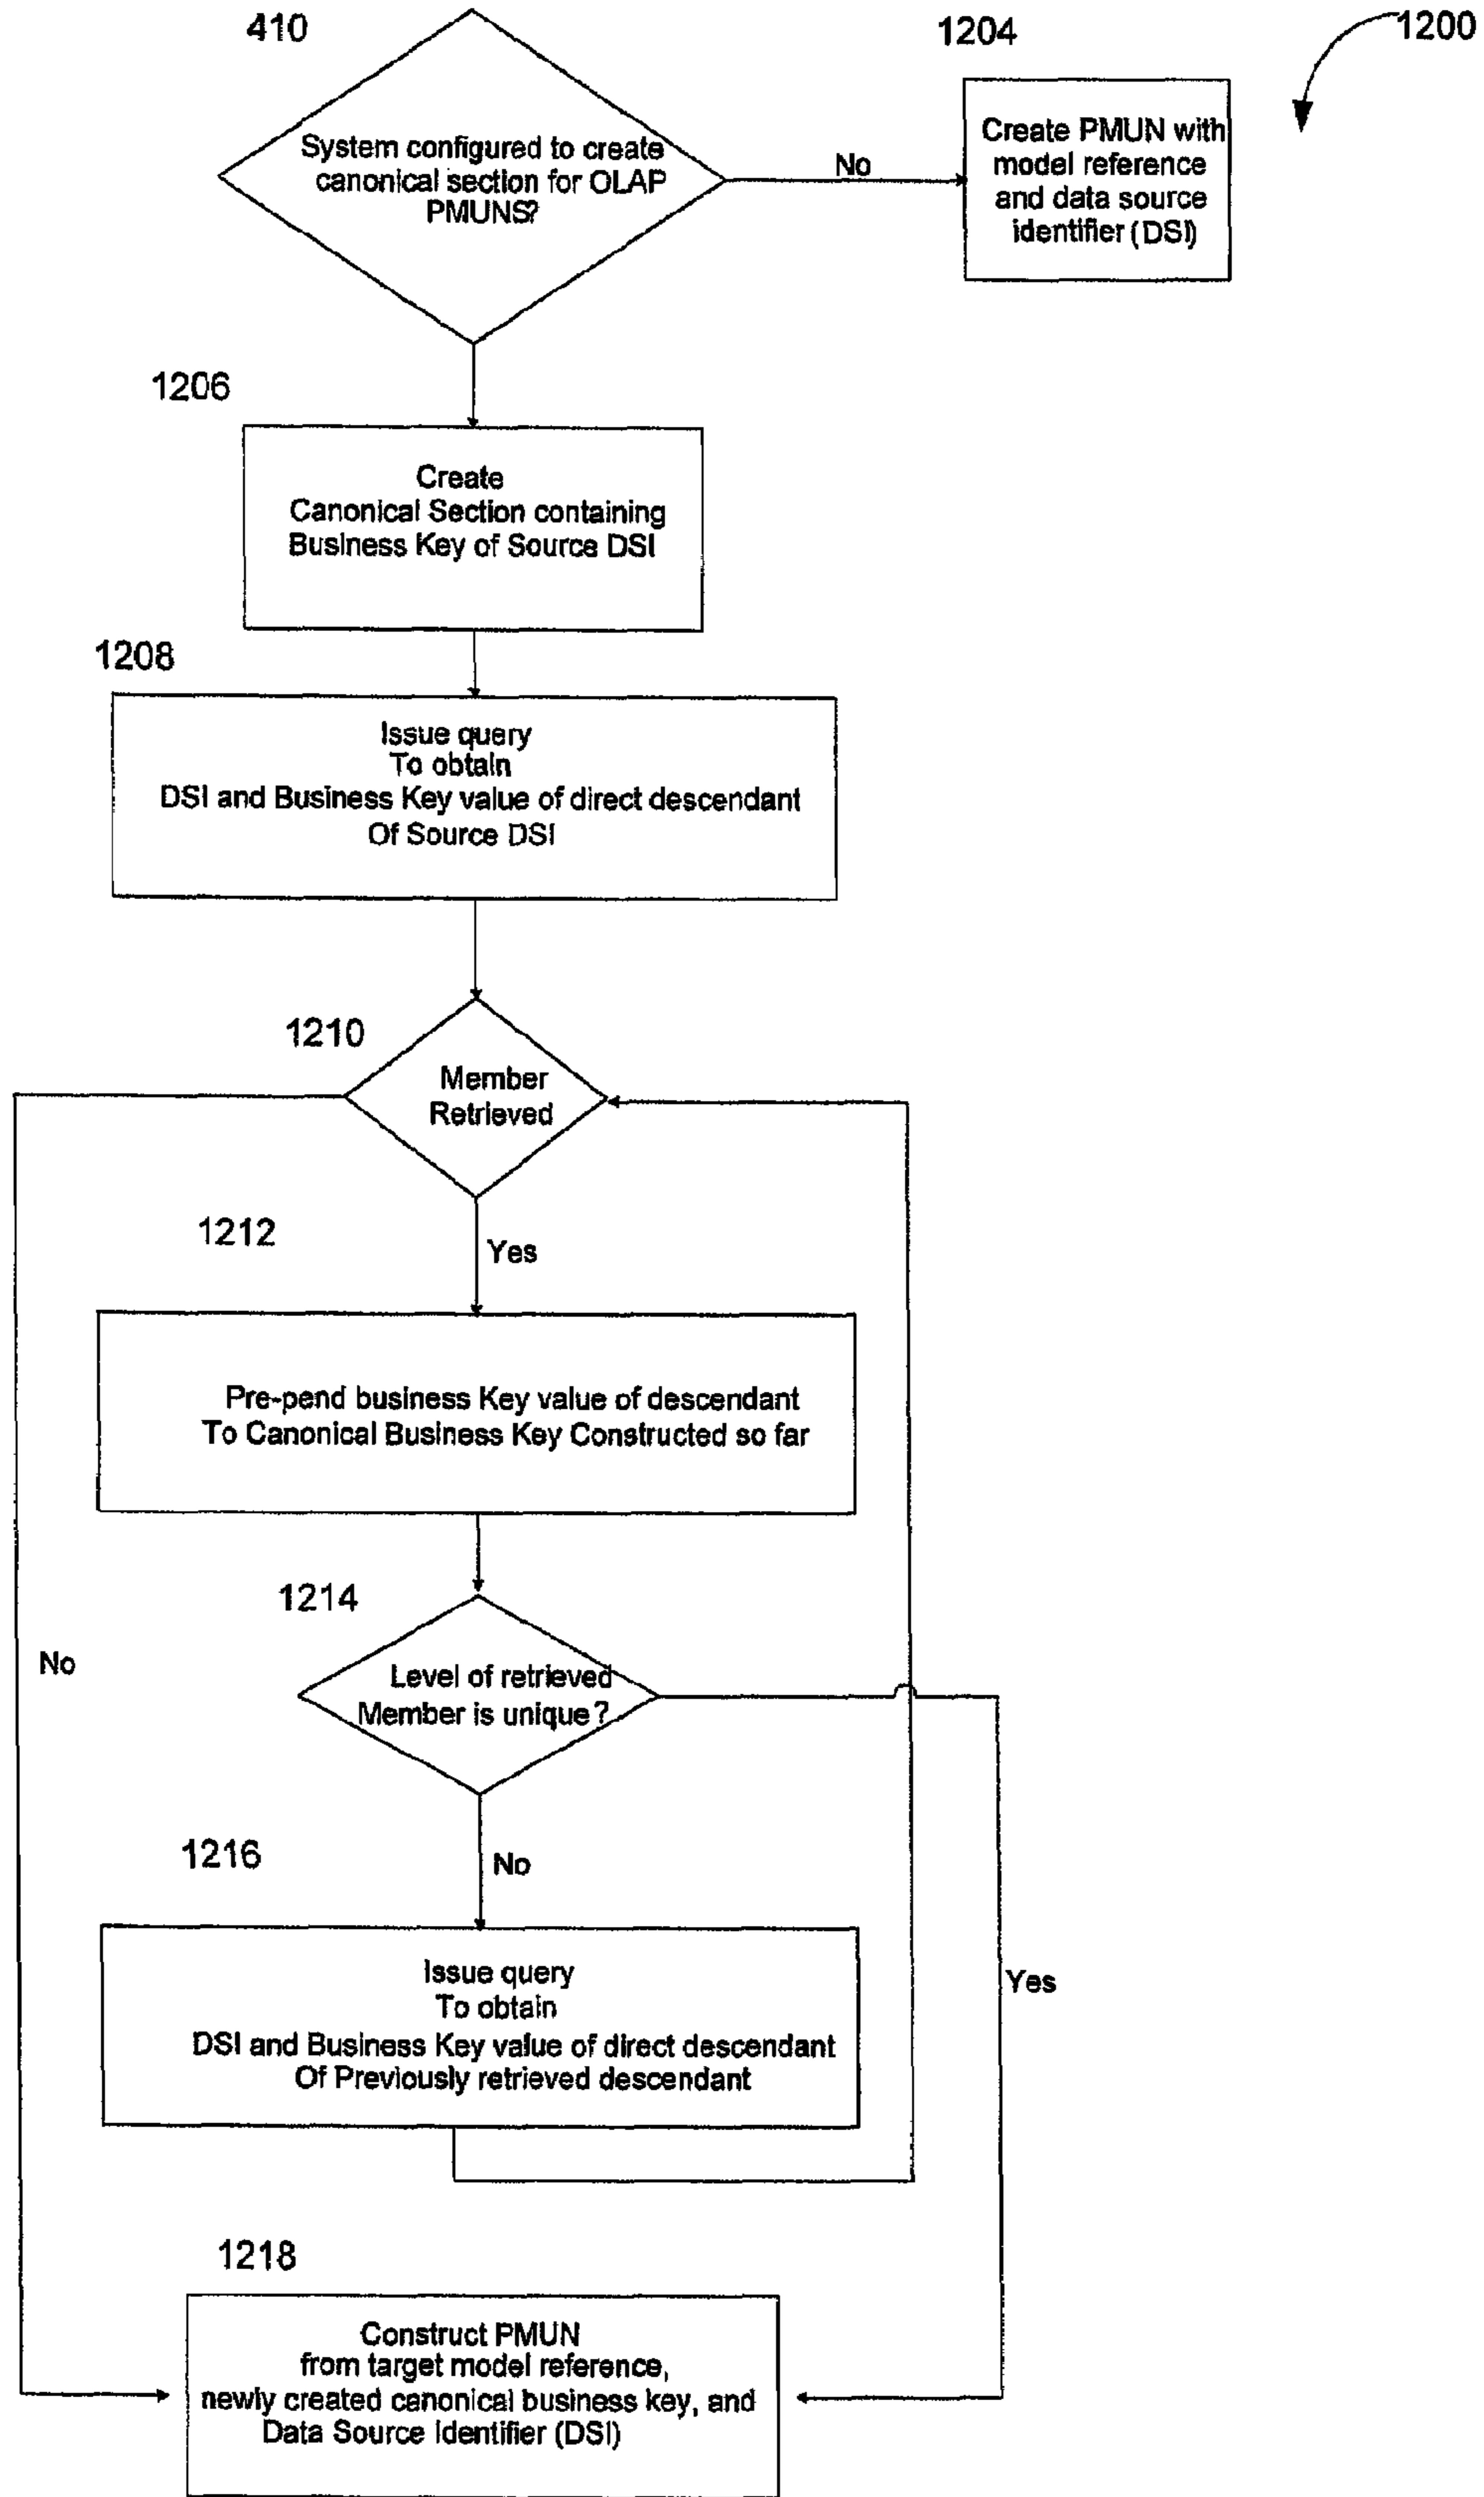 410
1204
1200
System configured to create
canonical section for OLAP
PMUNS?
No
Create PMUN with
model reference
and data source
identifier (DSI)
1206
Create
Canonical Section containing
Business Key of Source DSI
1208
Issue query
To obtain
DSI and Business Key value of direct descendant
Of Source DSI
1210
Member
Retrieved
1212
Yes
Pre-pend business Key value of descendant
To Canonical Business Key Constructed so far
1214
No
Level of retrieved
Member is unique?
1216
No
Yes
Issue query
To obtain
DSI and Business Key value of direct descendant
Of Previously retrieved descendant
1218
Construct PMUN
from target model reference,
newly created canonical business key, and
Data Source Identifier (DSI)